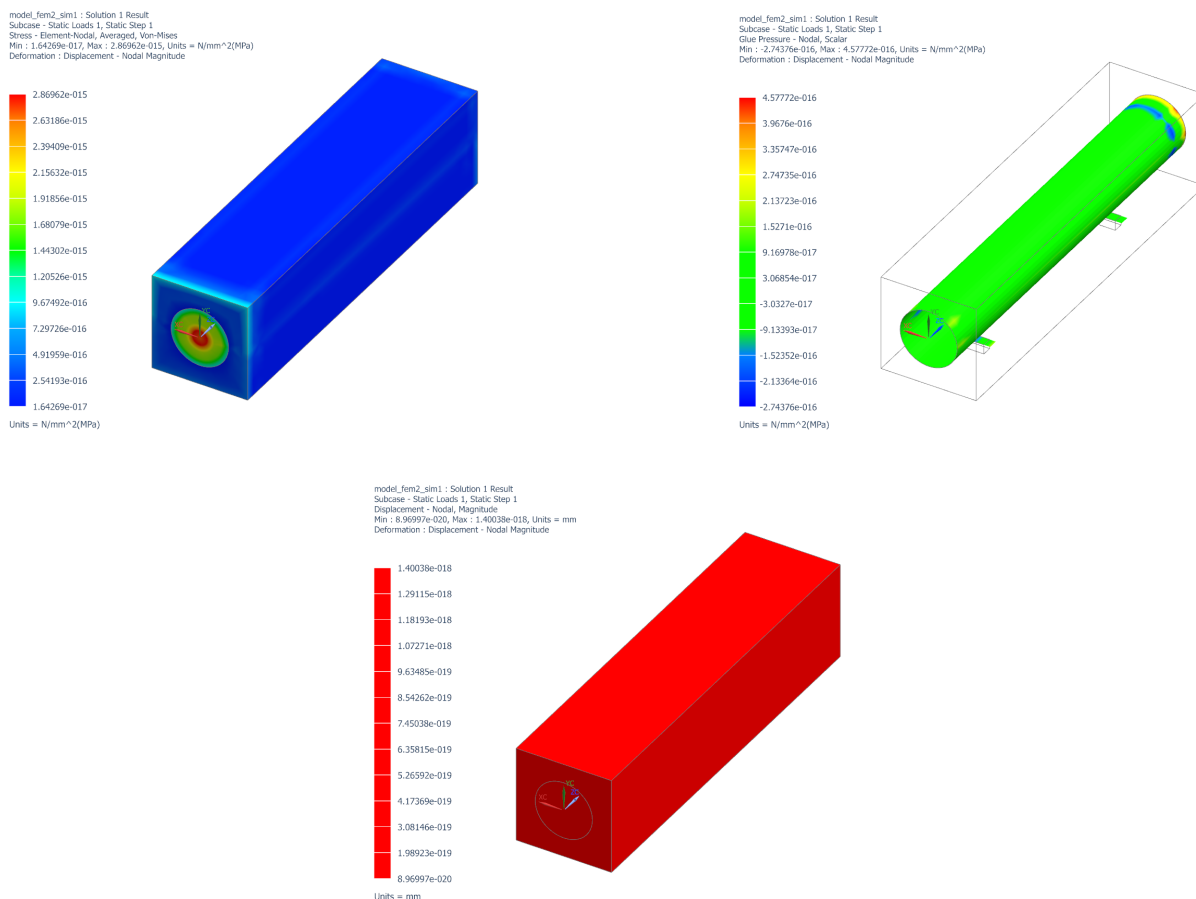 model_fem2_sim1 : Solution 1 Result
Subcase - Static Loads 1, Static Step 1
Stress - Element-Nodal, Averaged, Von-Mises
Min : 1.64269e-017, Max : 2.86962e-015, Units = N/mm^2(MPa)
Deformation : Displacement - Nodal Magnitude
2.86962e-015
2.63186e-015
2.39409e-015
2.15632e-015
1.91856e-015
1.68079e-015
1.44302e-015
1.20526e-015
9.67492e-016
7.29726e-016
4.91959e-016
2.54193e-016
1.64269e-017
Units = N/mm^2(MPa)
model_fem2_sim1 : Solution 1 Result
Subcase - Static Loads 1, Static Step 1
Glue Pressure - Nodal, Scalar
Min : -2.74376e-016, Max : 4.57772e-016, Units = N/mm^2(MPa)
Deformation : Displacement - Nodal Magnitude
4.57772e-016
3.9676e-016
3.35747e-016
2.74735e-016
2.13723e-016
1.5271e-016
9.16978e-017
3.06854e-017
-3.0327e-017
-9.13393e-017
-1.52352e-016
-2.13364e-016
-2.74376e-016
Units = N/mm^2(MPa)
model_fem2_sim1 : Solution 1 Result
Subcase - Static Loads 1, Static Step 1
Displacement - Nodal, Magnitude
Min : 8.96997e-020, Max : 1.40038e-018, Units = mm
Deformation : Displacement - Nodal Magnitude
1.40038e-018
1.29115e-018
1.18193e-018
1.07271e-018
9.63485e-019
8.54262e-019
7.45038e-019
6.35815e-019
5.26592e-019
4.17369e-019
3.08146e-019
1.98923e-019
8.96997e-020
Units = mm
YC
XC